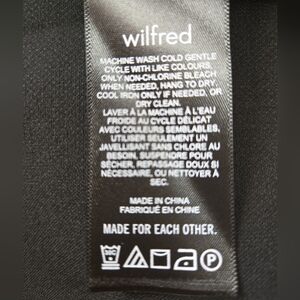 wilfred
MACHINE WASH COLD GENTLE
CYCLE WITH LIKE COLOURS.
ONLY NON-CHLORINE BLEACH
WHEN NEEDED, HANG TO DRY.
COOL IRON ONLY IF NEEDED, OR
DRY CLEAN.
LAVER À LA MACHINE À L'EAU
FROIDE AU CYCLE DÉLICAT
AVEC COULEURS SEMBLABLES.
UTILISER SEULEMENT UN
JAVELLISANT SANS CHLORE AU
BESOIN, SUSPENDRE POUR
SÉCHER, REPASSAGE DOUX SI
NÉCESSAIRE, OU NETTOYER À
SEC.
MADE IN CHINA
FABRIQUÉ EN CHINE
MADE FOR EACH OTHER.
P